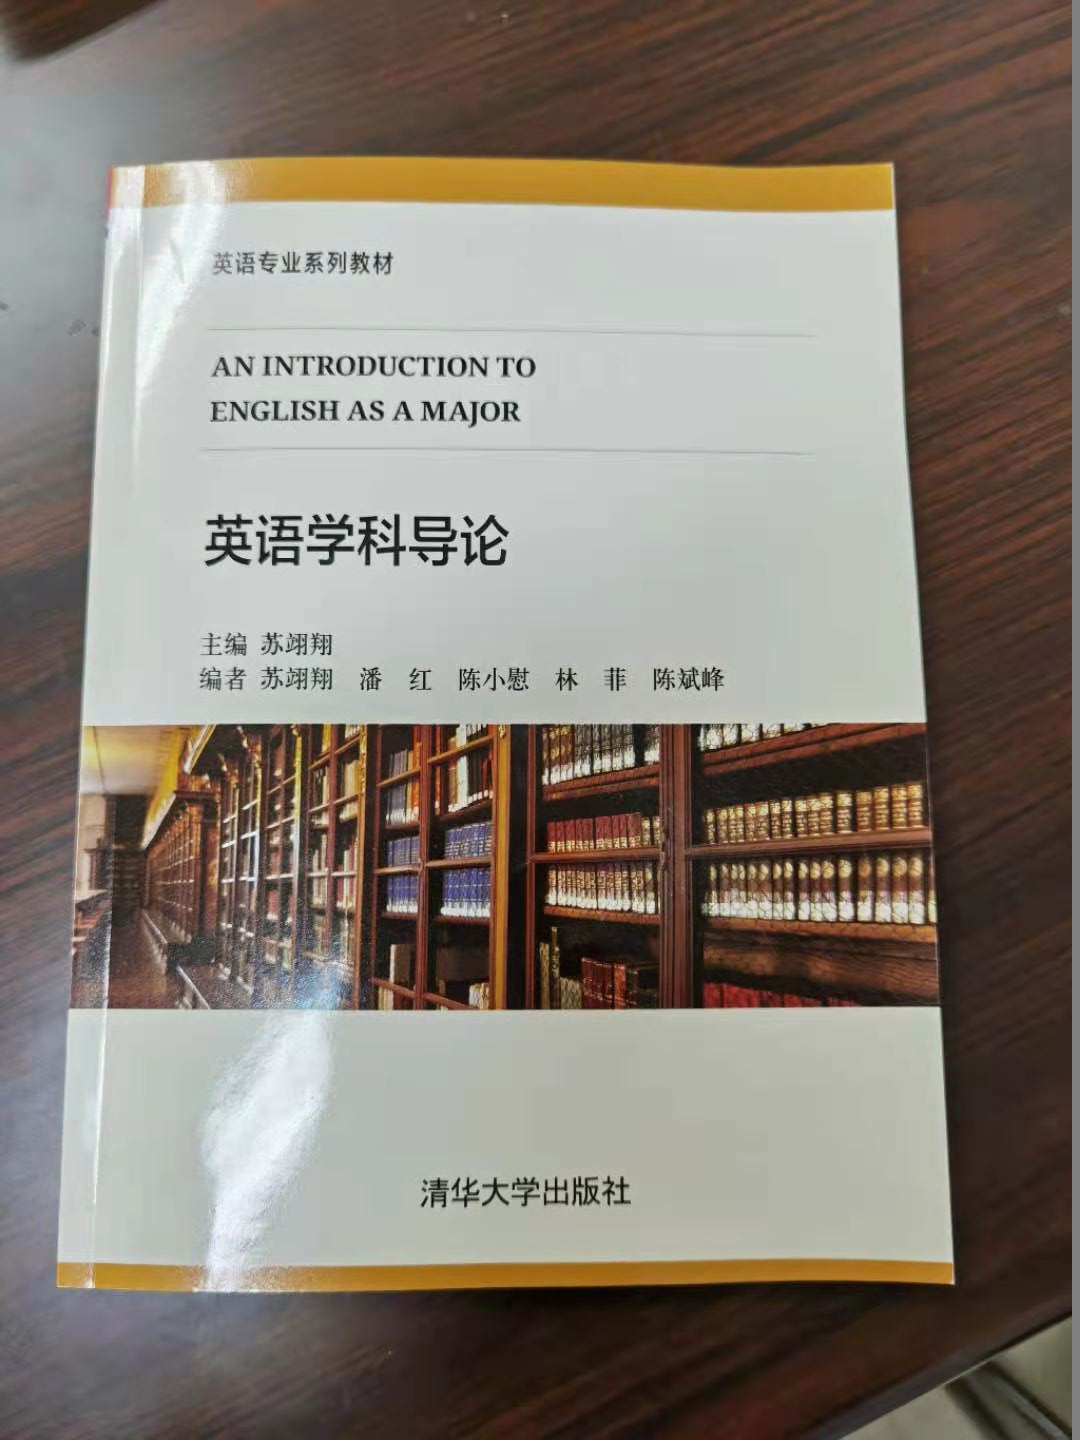 英语专业系列教材
AN INTRODUCTION TO
ENGLISH AS A MAJOR
英语学科导论
主编 苏翊翔
编者 苏翊翔 潘 红 陈小慰 林 菲 陈斌峰
清华大学出版社